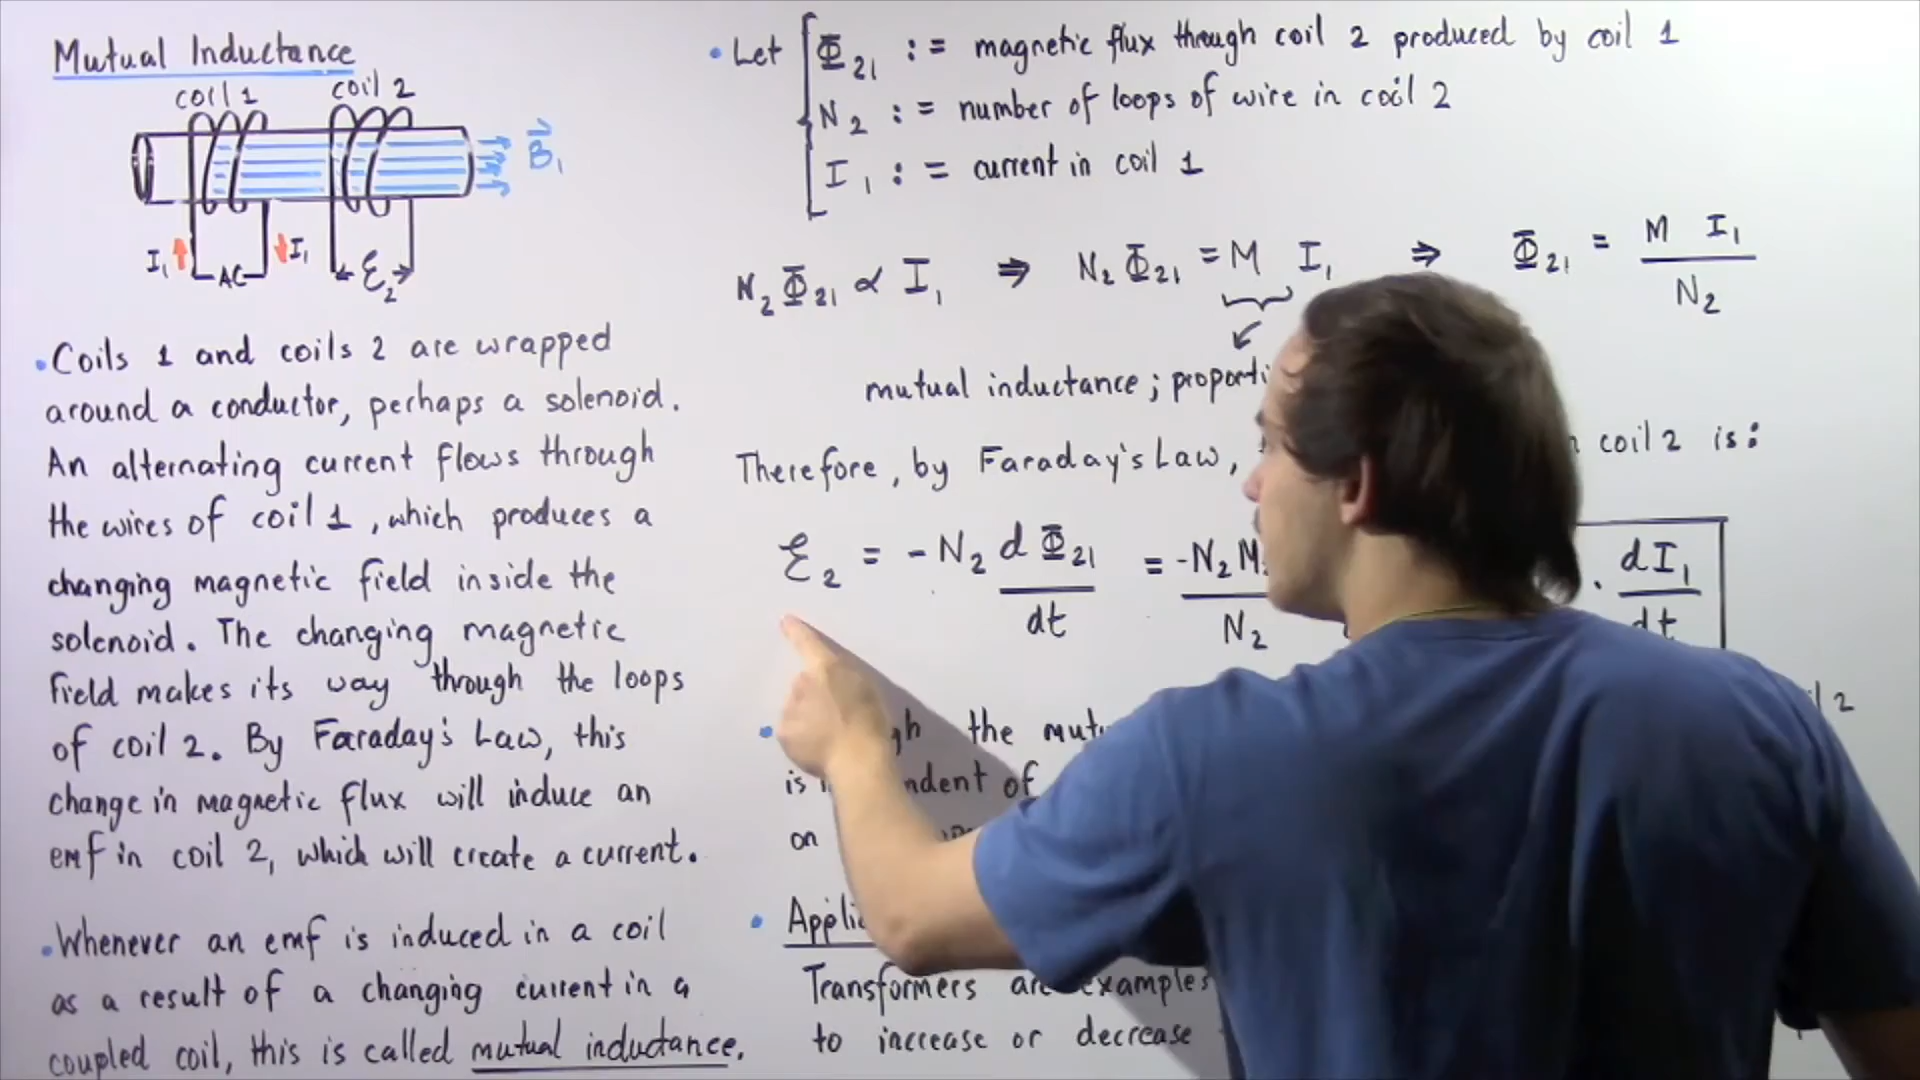 Mutual Inductance
coil 1 coil 2
B₁
I₁ I₁
AC ℰ₂
• Coils 1 and coils 2 are wrapped
around a conductor, perhaps a solenoid.
An alternating current flows through
the wires of coil 1, which produces a
changing magnetic field inside the
solenoid. The changing magnetic
field makes its way through the loops
of coil 2. By Faraday's Law, this
change in magnetic flux will induce an
emf in coil 2, which will create a current.
• Whenever an emf is induced in a coil
as a result of a changing current in a
coupled coil, this is called mutual inductance.
• Let Φ₂₁ := magnetic flux through coil 2 produced by coil 1
N₂ := number of loops of wire in coil 2
I₁ := current in coil 1
N₂Φ₂₁ ∝ I₁ ⇒ N₂Φ₂₁ = M I₁ ⇒ Φ₂₁ = M I₁ / N₂
mutual inductance;
Therefore, by Faraday's Law, coil 2 is:
ℰ₂ = -N₂ dΦ₂₁/dt = -N₂ M / N₂ · dI₁/dt
• the 2
is of
on
•
Transformers are examples
to increase or decrease